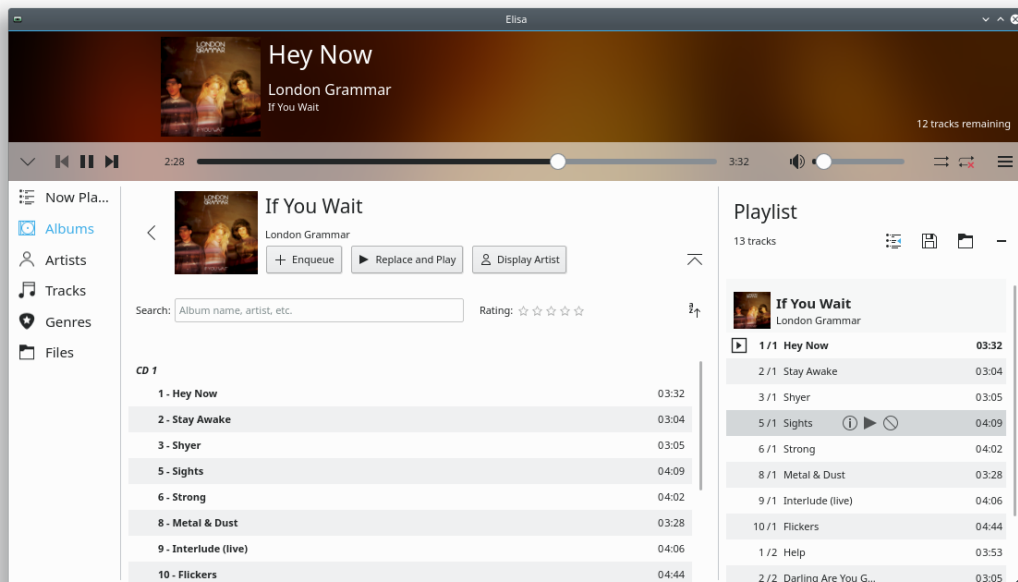 Elisa
LONDON GRAMMAR
IF YOU WAIT
Hey Now
London Grammar
If You Wait
12 tracks remaining
2:28
3:32
Now Pla...
Albums
Artists
Tracks
Genres
Files
LONDON GRAMMAR
If You Wait
London Grammar
Enqueue
Replace and Play
Display Artist
Search: Album name, artist, etc.
Rating:
CD 1
1 - Hey Now 03:32
2 - Stay Awake 03:04
3 - Shyer 03:05
5 - Sights 04:09
6 - Strong 04:02
8 - Metal & Dust 03:28
9 - Interlude (live) 04:06
10 - Flickers 04:44
Playlist
13 tracks
If You Wait
London Grammar
1 / 1 Hey Now 03:32
2 / 1 Stay Awake 03:04
3 / 1 Shyer 03:05
5 / 1 Sights 04:09
6 / 1 Strong 04:02
8 / 1 Metal & Dust 03:28
9 / 1 Interlude (live) 04:06
10 / 1 Flickers 04:44
1 / 2 Help 03:53
2 / 2 Darling Are You G... 03:05